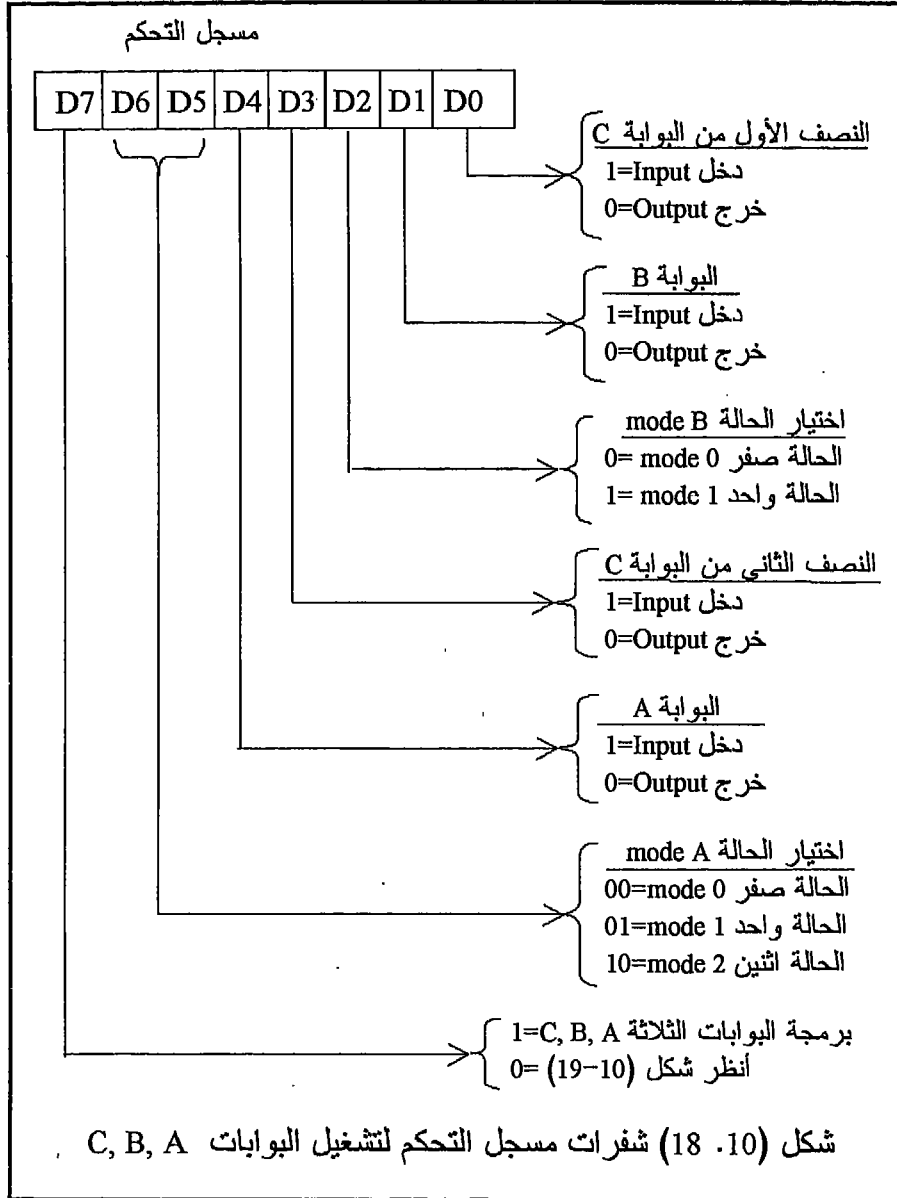 مسجل التحكم
D7 D6 D5 D4 D3 D2 D1 D0
النصف الأول من البوابة C
دخل 1=Input
خرج 0=Output
البوابة B
دخل 1=Input
خرج 0=Output
اختيار الحالة mode B
الحالة صفر 0= mode 0
الحالة واحد 1= mode 1
النصف الثانى من البوابة C
دخل 1=Input
خرج 0=Output
البوابة A
دخل 1=Input
خرج 0=Output
اختيار الحالة mode A
الحالة صفر 00=mode 0
الحالة واحد 01=mode 1
الحالة اثنين 10=mode 2
برمجة البوابات الثلاثة 1=C, B, A
أنظر شكل (10-19) =0
شكل (10. 18) شفرات مسجل التحكم لتشغيل البوابات C, B, A